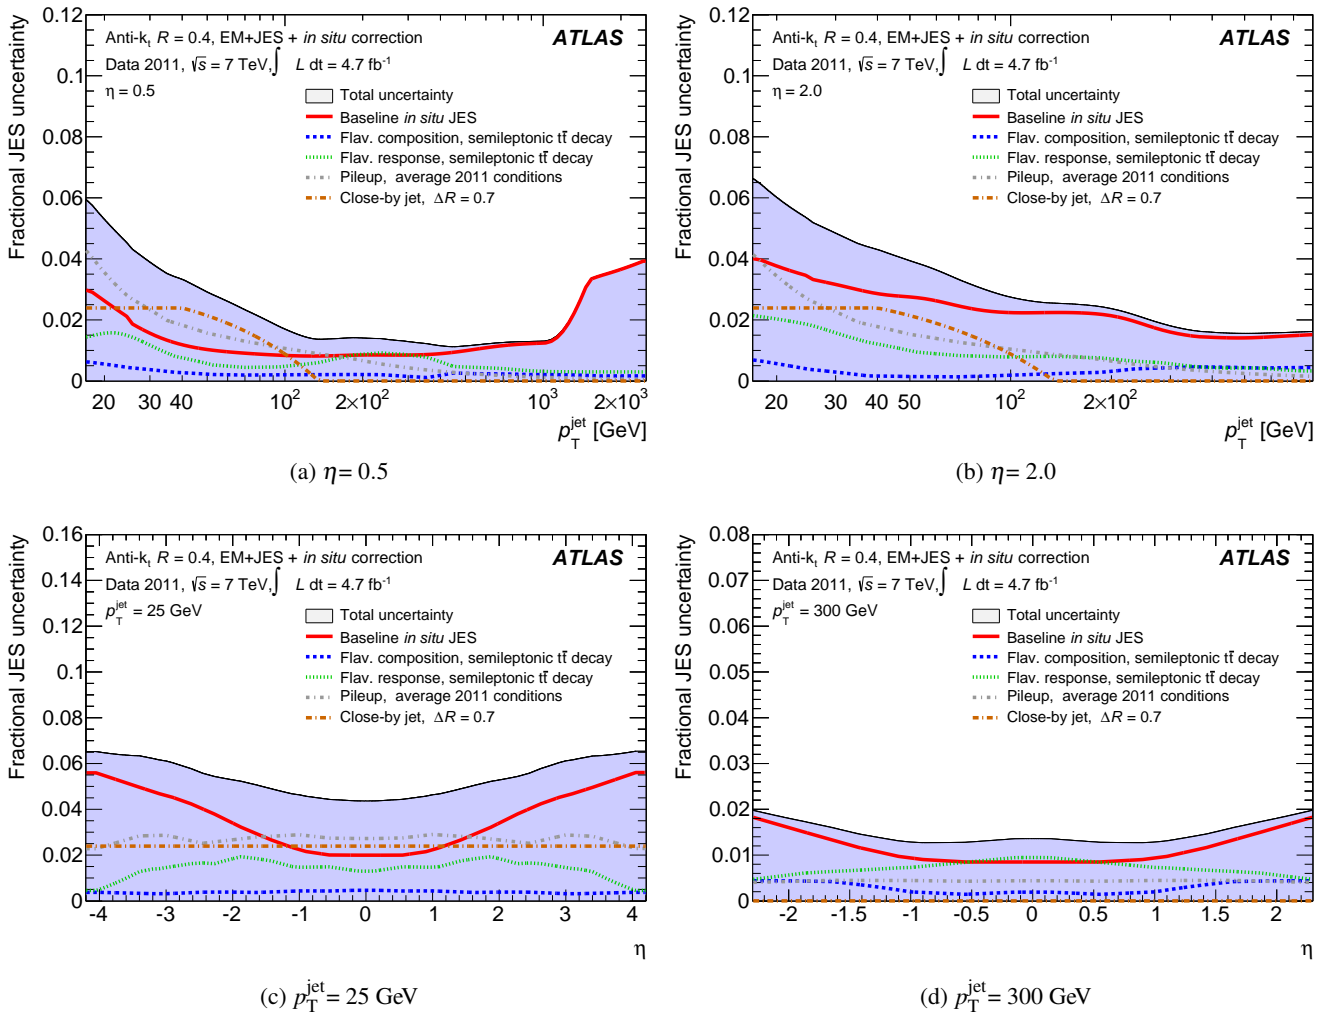 Fractional JES uncertainty
0.12
0.1
0.08
0.06
0.04
0.02
0
Anti-kt R = 0.4, EM+JES + in situ correction
Data 2011, √s = 7 TeV, ∫ L dt = 4.7 fb-1
η = 0.5
ATLAS
Total uncertainty
Baseline in situ JES
Flav. composition, semileptonic tt̄ decay
Flav. response, semileptonic tt̄ decay
Pileup, average 2011 conditions
Close-by jet, ΔR = 0.7
20 30 40 10² 2×10² 10³ 2×10³
pTjet [GeV]
(a) η = 0.5
Fractional JES uncertainty
0.12
0.1
0.08
0.06
0.04
0.02
0
Anti-kt R = 0.4, EM+JES + in situ correction
Data 2011, √s = 7 TeV, ∫ L dt = 4.7 fb-1
η = 2.0
ATLAS
Total uncertainty
Baseline in situ JES
Flav. composition, semileptonic tt̄ decay
Flav. response, semileptonic tt̄ decay
Pileup, average 2011 conditions
Close-by jet, ΔR = 0.7
20 30 40 50 10² 2×10²
pTjet [GeV]
(b) η = 2.0
Fractional JES uncertainty
0.16
0.14
0.12
0.1
0.08
0.06
0.04
0.02
0
Anti-kt R = 0.4, EM+JES + in situ correction
Data 2011, √s = 7 TeV, ∫ L dt = 4.7 fb-1
pTjet = 25 GeV
ATLAS
Total uncertainty
Baseline in situ JES
Flav. composition, semileptonic tt̄ decay
Flav. response, semileptonic tt̄ decay
Pileup, average 2011 conditions
Close-by jet, ΔR = 0.7
-4 -3 -2 -1 0 1 2 3 4
η
(c) pTjet = 25 GeV
Fractional JES uncertainty
0.08
0.07
0.06
0.05
0.04
0.03
0.02
0.01
0
Anti-kt R = 0.4, EM+JES + in situ correction
Data 2011, √s = 7 TeV, ∫ L dt = 4.7 fb-1
pTjet = 300 GeV
ATLAS
Total uncertainty
Baseline in situ JES
Flav. composition, semileptonic tt̄ decay
Flav. response, semileptonic tt̄ decay
Pileup, average 2011 conditions
Close-by jet, ΔR = 0.7
-2 -1.5 -1 -0.5 0 0.5 1 1.5 2
η
(d) pTjet = 300 GeV